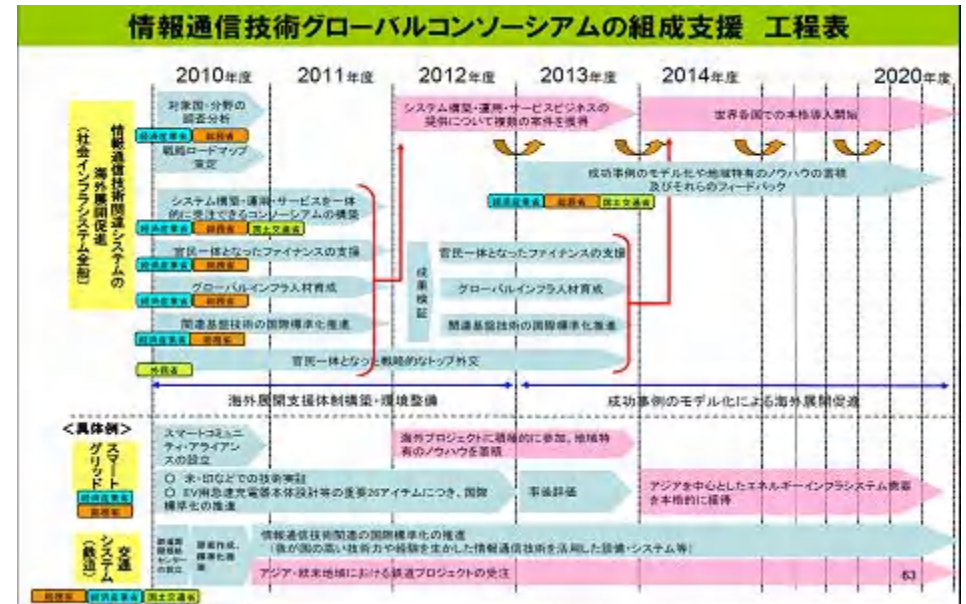 情報通信技術グローバルコンソーシアムの組成支援 工程表
2010年度 2011年度 2012年度 2013年度 2014年度 2020年度
情報通信技術関連システムの
海外展開促進
（社会インフラシステム全般）
対象国・分野の
調査分析
経済産業省 総務省
戦略ロードマップ
策定
システム構築・運用・サービスビジネスの
提供について複数の案件を獲得
世界各国での本格導入開始
成功事例のモデル化や地域特有のノウハウの蓄積
及びそれらのフィードバック
経済産業省 総務省 国土交通省
システム構築・運用・サービスを一体
的に受注できるコンソーシアムの構築
経済産業省 総務省 国土交通省
官民一体となったファイナンスの支援
経済産業省 総務省
グローバルインフラ人材育成
経済産業省 総務省
関連基盤技術の国際標準化推進
経済産業省 総務省
成果検証
官民一体となったファイナンスの支援
グローバルインフラ人材育成
関連基盤技術の国際標準化推進
官民一体となった戦略的なトップ外交
外務省
海外展開支援体制構築・環境整備
成功事例のモデル化による海外展開促進
＜具体例＞
スマート
グリッド
経済産業省
総務省
スマートコミュニ
ティ・アライアン
スの設立
海外プロジェクトに積極的に参加、地域特
有のノウハウを蓄積
○ 米・印などでの技術実証
○ EV用急速充電器本体設計等の重要26アイテムにつき、国際
標準化の推進
事後評価
アジアを中心としたエネルギーインフラシステム需要
を本格的に獲得
交通
システム
（鉄道）
センター
の設立
情報通信技術関連の国際標準化の推進
（我が国の高い技術力や経験を生かした情報通信技術を活用した設備・システム等）
アジア・欧米地域における鉄道プロジェクトの受注
63
総務省 経済産業省 国土交通省